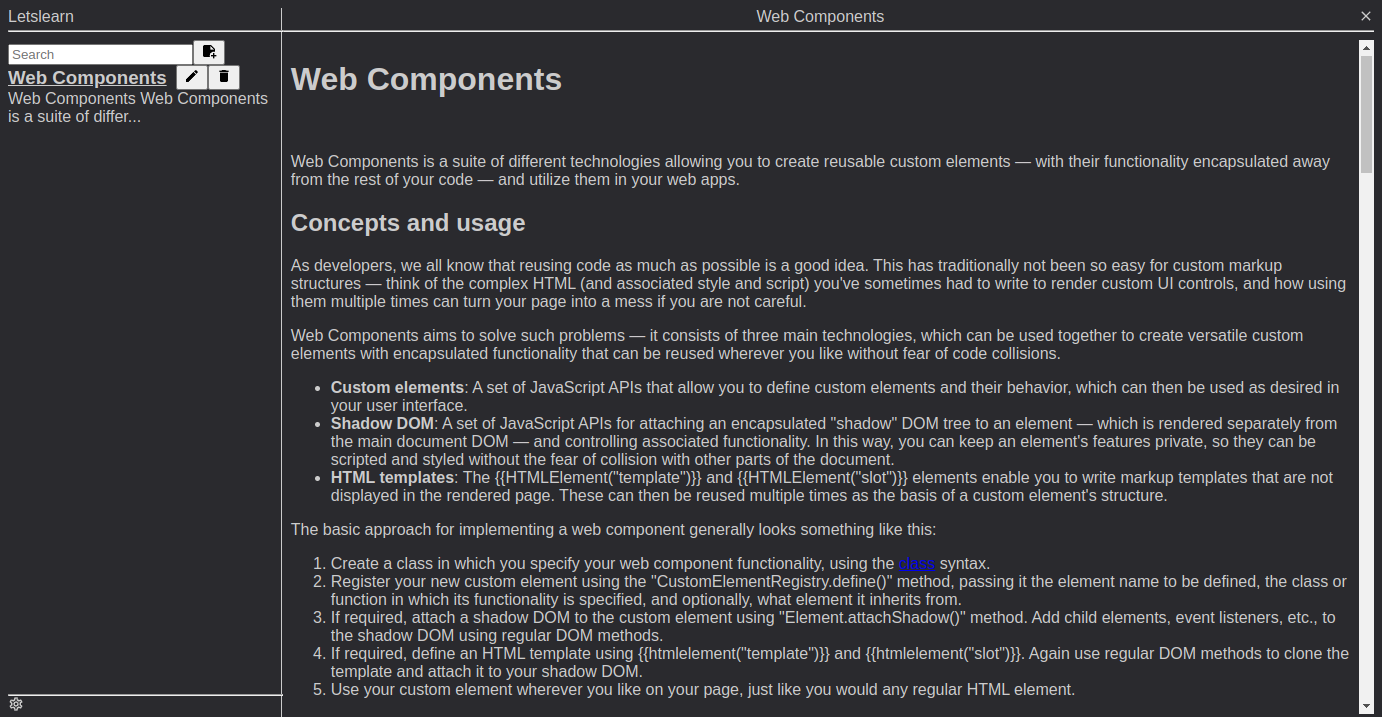 Letslearn
Web Components
Search
Web Components
Web Components Web Components
is a suite of differ...
Web Components
Web Components is a suite of different technologies allowing you to create reusable custom elements — with their functionality encapsulated away
from the rest of your code — and utilize them in your web apps.
Concepts and usage
As developers, we all know that reusing code as much as possible is a good idea. This has traditionally not been so easy for custom markup
structures — think of the complex HTML (and associated style and script) you've sometimes had to write to render custom UI controls, and how using
them multiple times can turn your page into a mess if you are not careful.
Web Components aims to solve such problems — it consists of three main technologies, which can be used together to create versatile custom
elements with encapsulated functionality that can be reused wherever you like without fear of code collisions.
• Custom elements: A set of JavaScript APIs that allow you to define custom elements and their behavior, which can then be used as desired in
your user interface.
• Shadow DOM: A set of JavaScript APIs for attaching an encapsulated "shadow" DOM tree to an element — which is rendered separately from
the main document DOM — and controlling associated functionality. In this way, you can keep an element's features private, so they can be
scripted and styled without the fear of collision with other parts of the document.
• HTML templates: The {{HTMLElement("template")}} and {{HTMLElement("slot")}} elements enable you to write markup templates that are not
displayed in the rendered page. These can then be reused multiple times as the basis of a custom element's structure.
The basic approach for implementing a web component generally looks something like this:
1. Create a class in which you specify your web component functionality, using the class syntax.
2. Register your new custom element using the "CustomElementRegistry.define()" method, passing it the element name to be defined, the class or
function in which its functionality is specified, and optionally, what element it inherits from.
3. If required, attach a shadow DOM to the custom element using "Element.attachShadow()" method. Add child elements, event listeners, etc., to
the shadow DOM using regular DOM methods.
4. If required, define an HTML template using {{htmlelement("template")}} and {{htmlelement("slot")}}. Again use regular DOM methods to clone the
template and attach it to your shadow DOM.
5. Use your custom element wherever you like on your page, just like you would any regular HTML element.